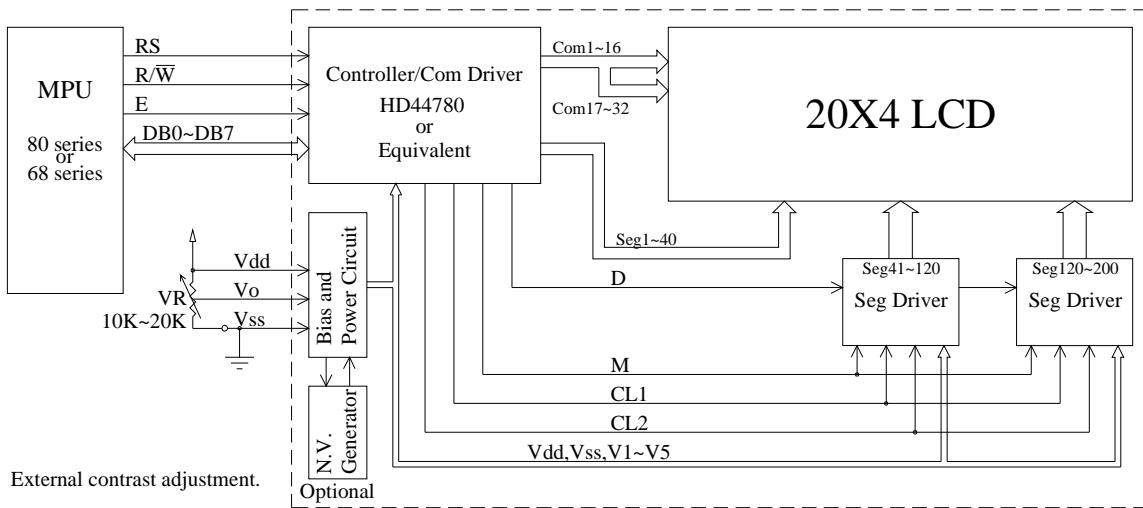 MPU
80 series
or
68 series
RS
R/W̅
E
DB0~DB7
Controller/Com Driver
HD44780
or
Equivalent
Com1~16
Com17~32
20X4 LCD
Seg1~40
D
Seg41~120
Seg Driver
Seg120~200
Seg Driver
Vdd
Vo
Vss
VR
10K~20K
Bias and
Power Circuit
N.V.
Generator
Optional
M
CL1
CL2
Vdd,Vss,V1~V5
External contrast adjustment.